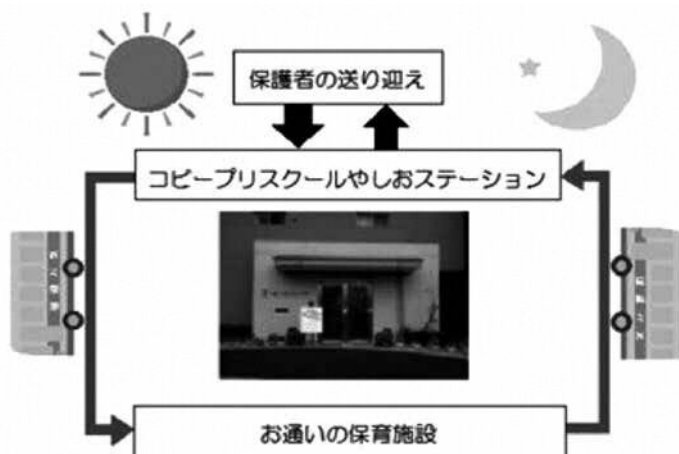 保護者の送り迎え
コピープリスクールやしおステーション
お通いの保育施設